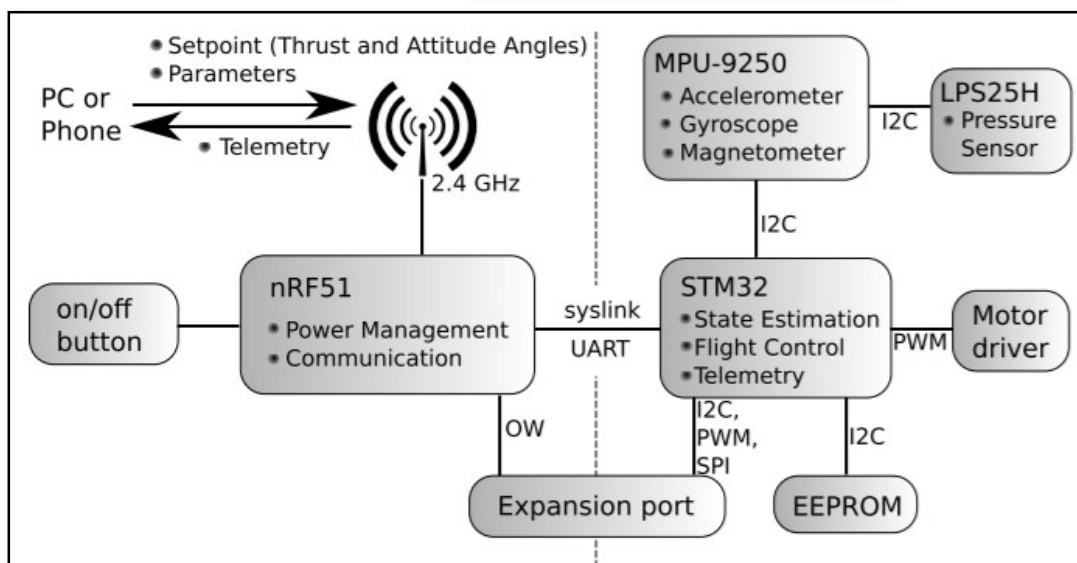 Setpoint (Thrust and Attitude Angles)
Parameters
PC or
Phone
Telemetry
2.4 GHz
MPU-9250
Accelerometer
Gyroscope
Magnetometer
I2C
LPS25H
Pressure
Sensor
I2C
on/off
button
nRF51
Power Management
Communication
syslink
UART
STM32
State Estimation
Flight Control
Telemetry
PWM
Motor
driver
OW
I2C,
PWM,
SPI
I2C
Expansion port
EEPROM